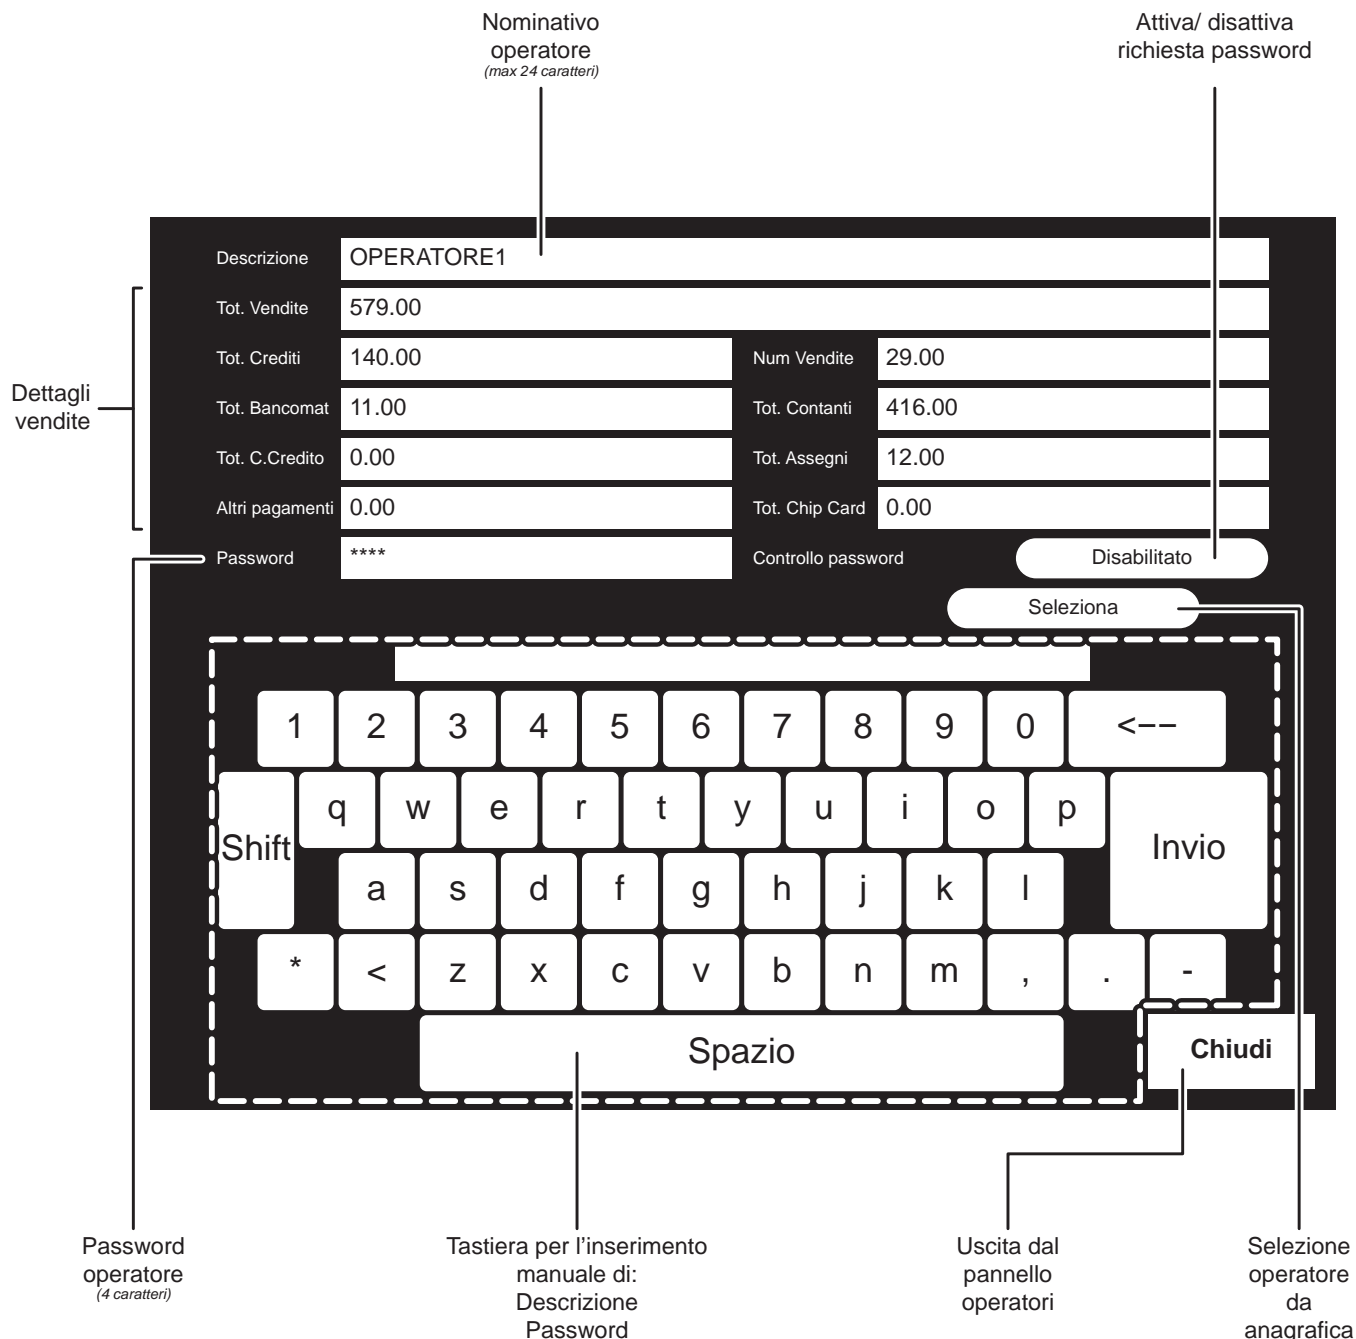 Nominativo
operatore
(max 24 caratteri)
Attiva/ disattiva
richiesta password
Descrizione OPERATORE1
Tot. Vendite 579.00
Tot. Crediti 140.00 Num Vendite 29.00
Dettagli
vendite
Tot. Bancomat 11.00 Tot. Contanti 416.00
Tot. C.Credito 0.00 Tot. Assegni 12.00
Altri pagamenti 0.00 Tot. Chip Card 0.00
Password **** Controllo password Disabilitato
Seleziona
1 2 3 4 5 6 7 8 9 0 <--
q w e r t y u i o p
Shift Invio
a s d f g h j k l
* < z x c v b n m , . -
Spazio
Chiudi
Password
operatore
(4 caratteri)
Tastiera per l'inserimento
manuale di:
Descrizione
Password
Uscita dal
pannello
operatori
Selezione
operatore
da
anagrafica